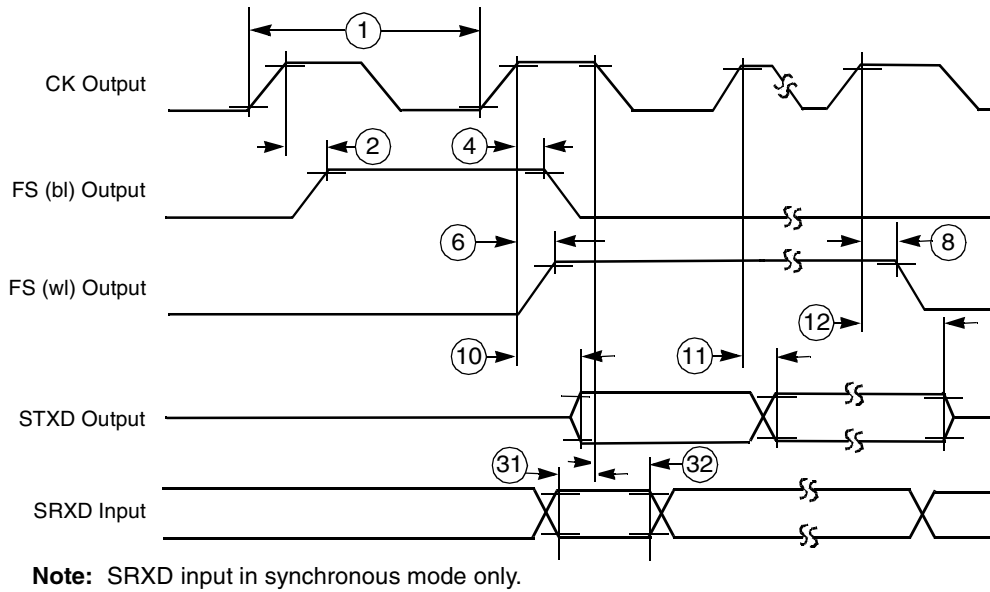 1
CK Output
2
4
FS (bl) Output
6
8
FS (wl) Output
12
10
11
STXD Output
31
32
SRXD Input
Note: SRXD input in synchronous mode only.